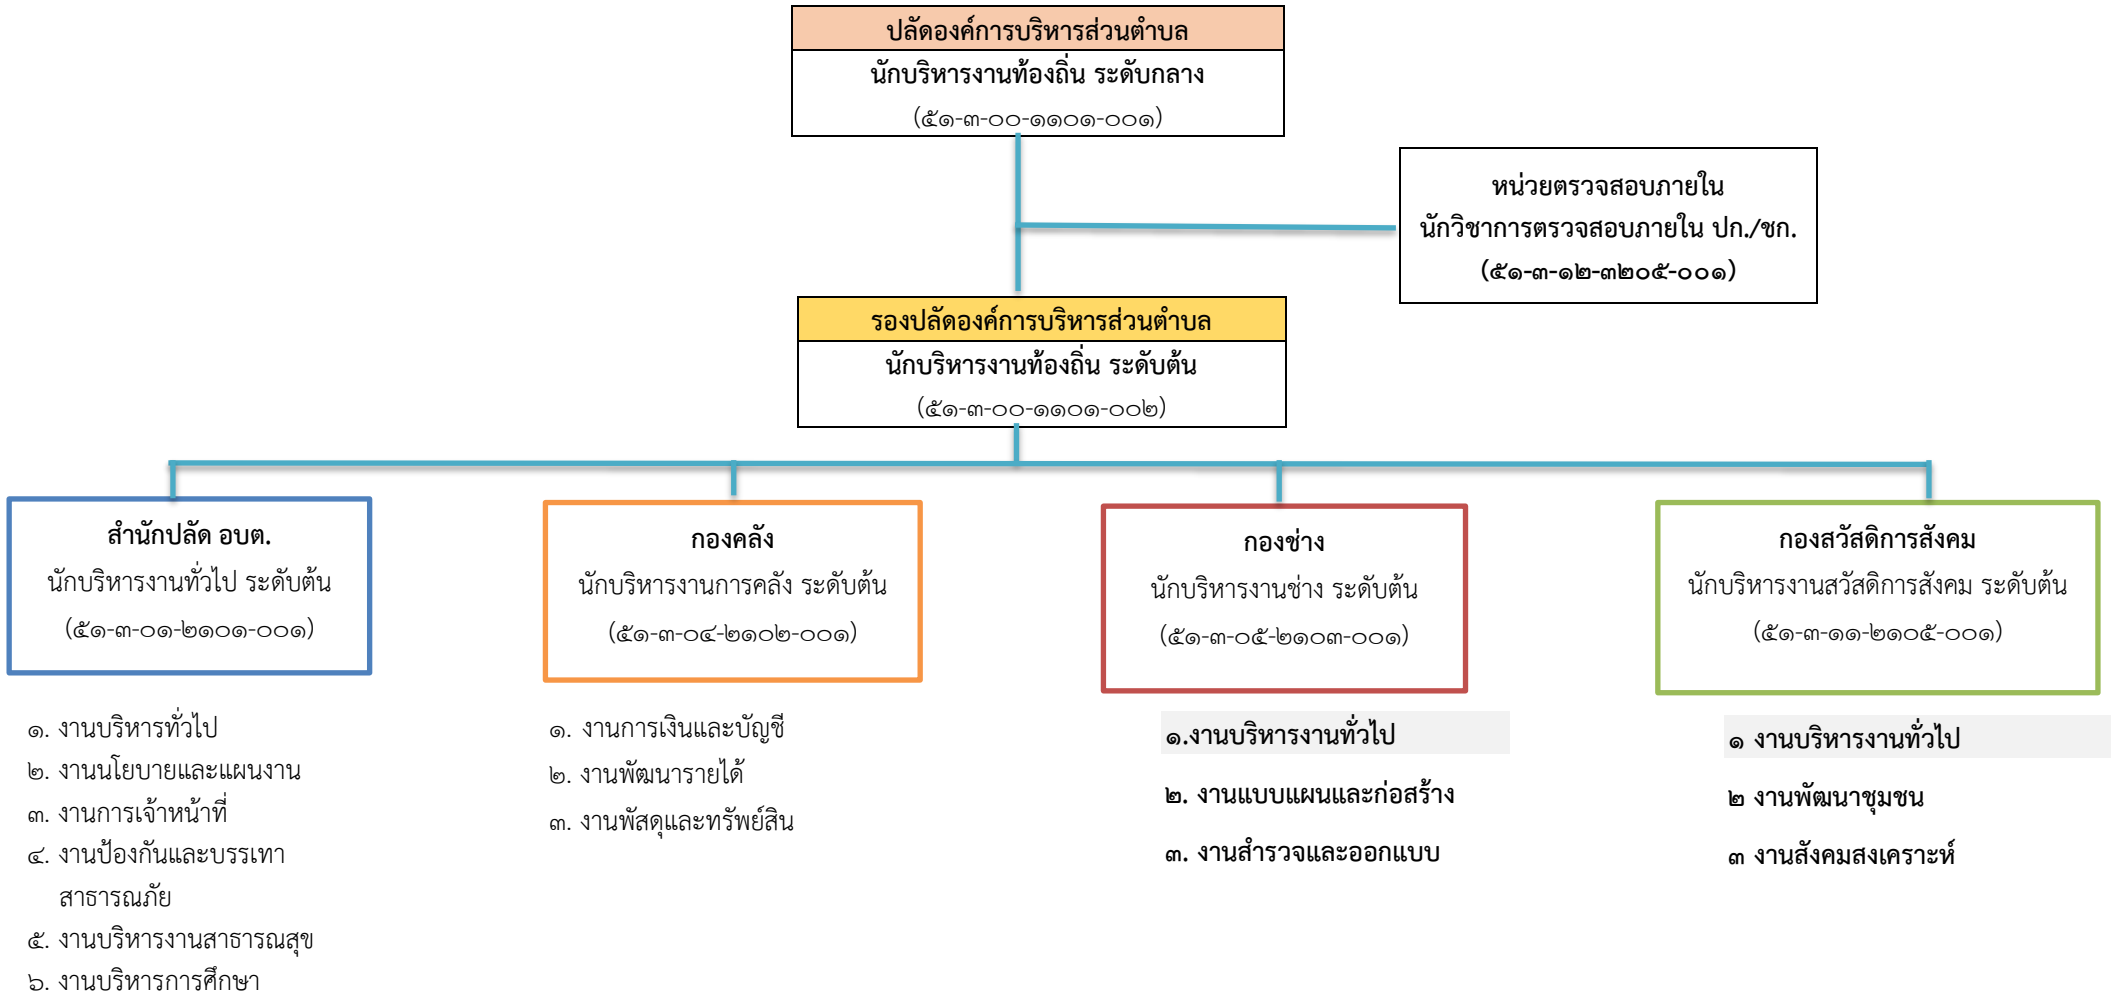 ปลัดองค์การบริหารส่วนตำบล
นักบริหารงานท้องถิ่น ระดับกลาง
(๕๑-๓-๐๐-๑๑๐๑-๐๐๑)
หน่วยตรวจสอบภายใน
นักวิชาการตรวจสอบภายใน ปก./ชก.
(๕๑-๓-๑๒-๓๒๐๕-๐๐๑)
รองปลัดองค์การบริหารส่วนตำบล
นักบริหารงานท้องถิ่น ระดับต้น
(๕๑-๓-๐๐-๑๑๐๑-๐๐๒)
สำนักปลัด อบต.
นักบริหารงานทั่วไป ระดับต้น
(๕๑-๓-๐๑-๒๑๐๑-๐๐๑)
๑. งานบริหารทั่วไป
๒. งานนโยบายและแผนงาน
๓. งานการเจ้าหน้าที่
๔. งานป้องกันและบรรเทา
สาธารณภัย
๕. งานบริหารงานสาธารณสุข
๖. งานบริหารการศึกษา
กองคลัง
นักบริหารงานการคลัง ระดับต้น
(๕๑-๓-๐๔-๒๑๐๒-๐๐๑)
๑. งานการเงินและบัญชี
๒. งานพัฒนารายได้
๓. งานพัสดุและทรัพย์สิน
กองช่าง
นักบริหารงานช่าง ระดับต้น
(๕๑-๓-๐๕-๒๑๐๓-๐๐๑)
๑.งานบริหารงานทั่วไป
๒. งานแบบแผนและก่อสร้าง
๓. งานสำรวจและออกแบบ
กองสวัสดิการสังคม
นักบริหารงานสวัสดิการสังคม ระดับต้น
(๕๑-๓-๑๑-๒๑๐๕-๐๐๑)
๑ งานบริหารงานทั่วไป
๒ งานพัฒนาชุมชน
๓ งานสังคมสงเคราะห์